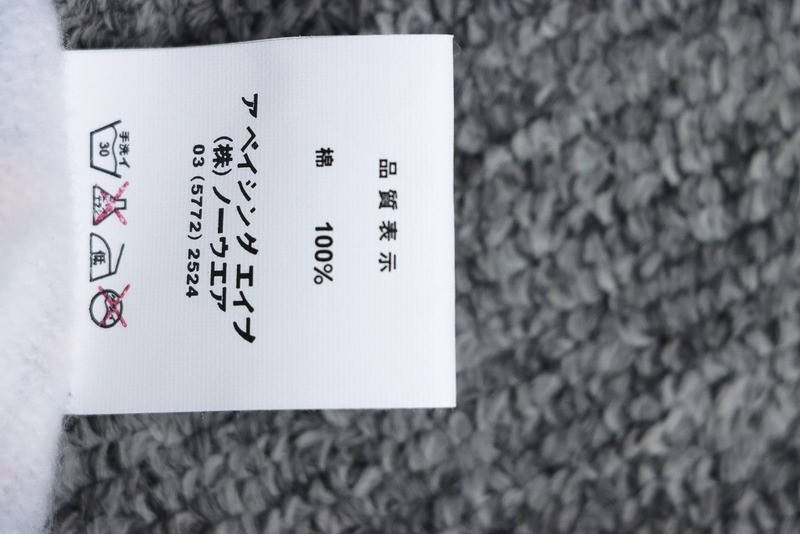 品質表示
棉 100%
ア ベイシング エイプ
(株)ノーウエア
03(5772)2524
手洗イ
30
低